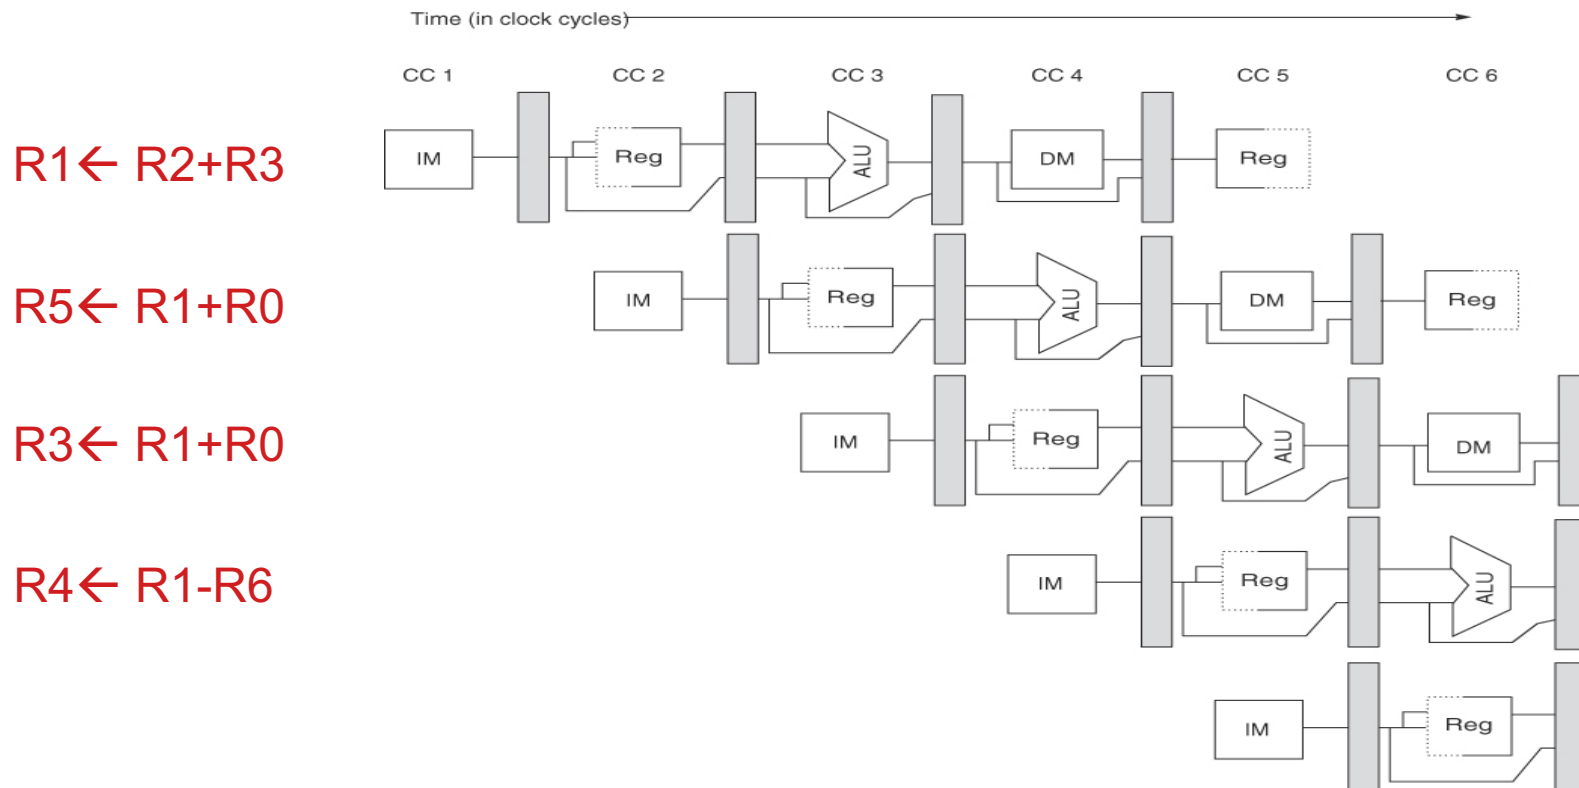 Time (in clock cycles)
CC 1 CC 2 CC 3 CC 4 CC 5 CC 6
R1← R2+R3
IM Reg ALU DM Reg
R5← R1+R0
IM Reg ALU DM Reg
R3← R1+R0
IM Reg ALU DM
R4← R1-R6
IM Reg ALU
IM Reg